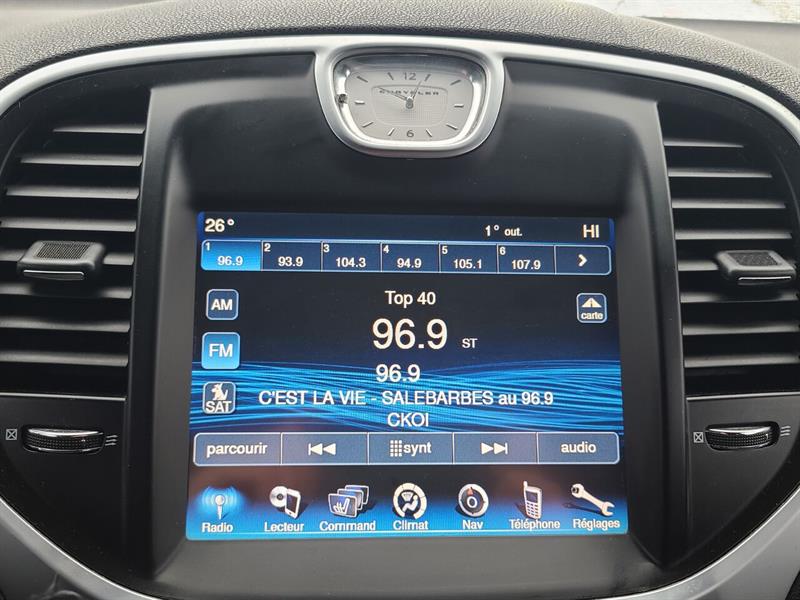 12
CHRYSLER
6
26° 1° out. HI
1 2 3 4 5 6
96.9 93.9 104.3 94.9 105.1 107.9 >
AM Top 40 carte
96.9 ST
FM
96.9
SAT C'EST LA VIE - SALEBARBES au 96.9
CKOI
parcourir synt audio
Radio Lecteur Command Climat Nav Téléphone Réglages